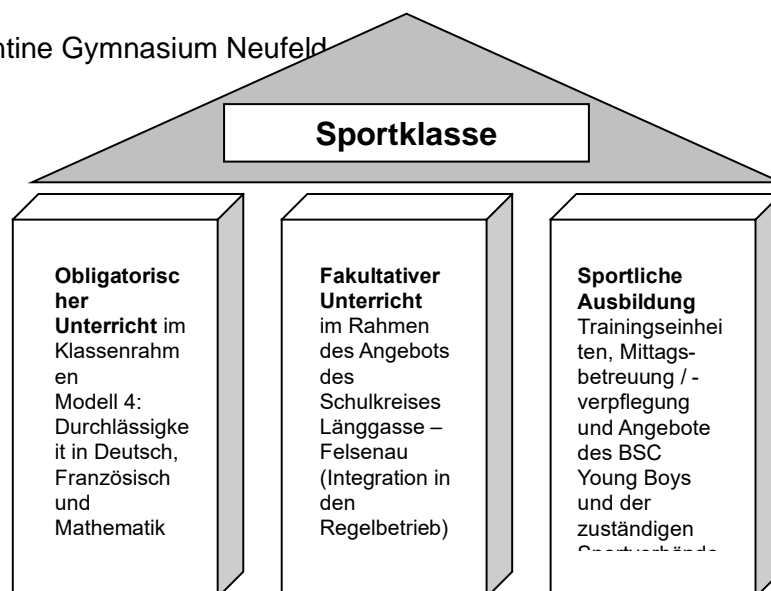 ntine Gymnasium Neufeld
Sportklasse
Obligatorisc
her
Unterricht im
Klassenrahm
en
Modell 4:
Durchlässigke
it in Deutsch,
Französisch
und
Mathematik
Fakultativer
Unterricht
im Rahmen
des Angebots
des
Schulkreises
Länggasse –
Felsenau
(Integration in
den
Regelbetrieb)
Sportliche
Ausbildung
Trainingseinhei
ten, Mittags-
betreuung / -
verpflegung
und Angebote
des BSC
Young Boys
und der
zuständigen
Sportverbände